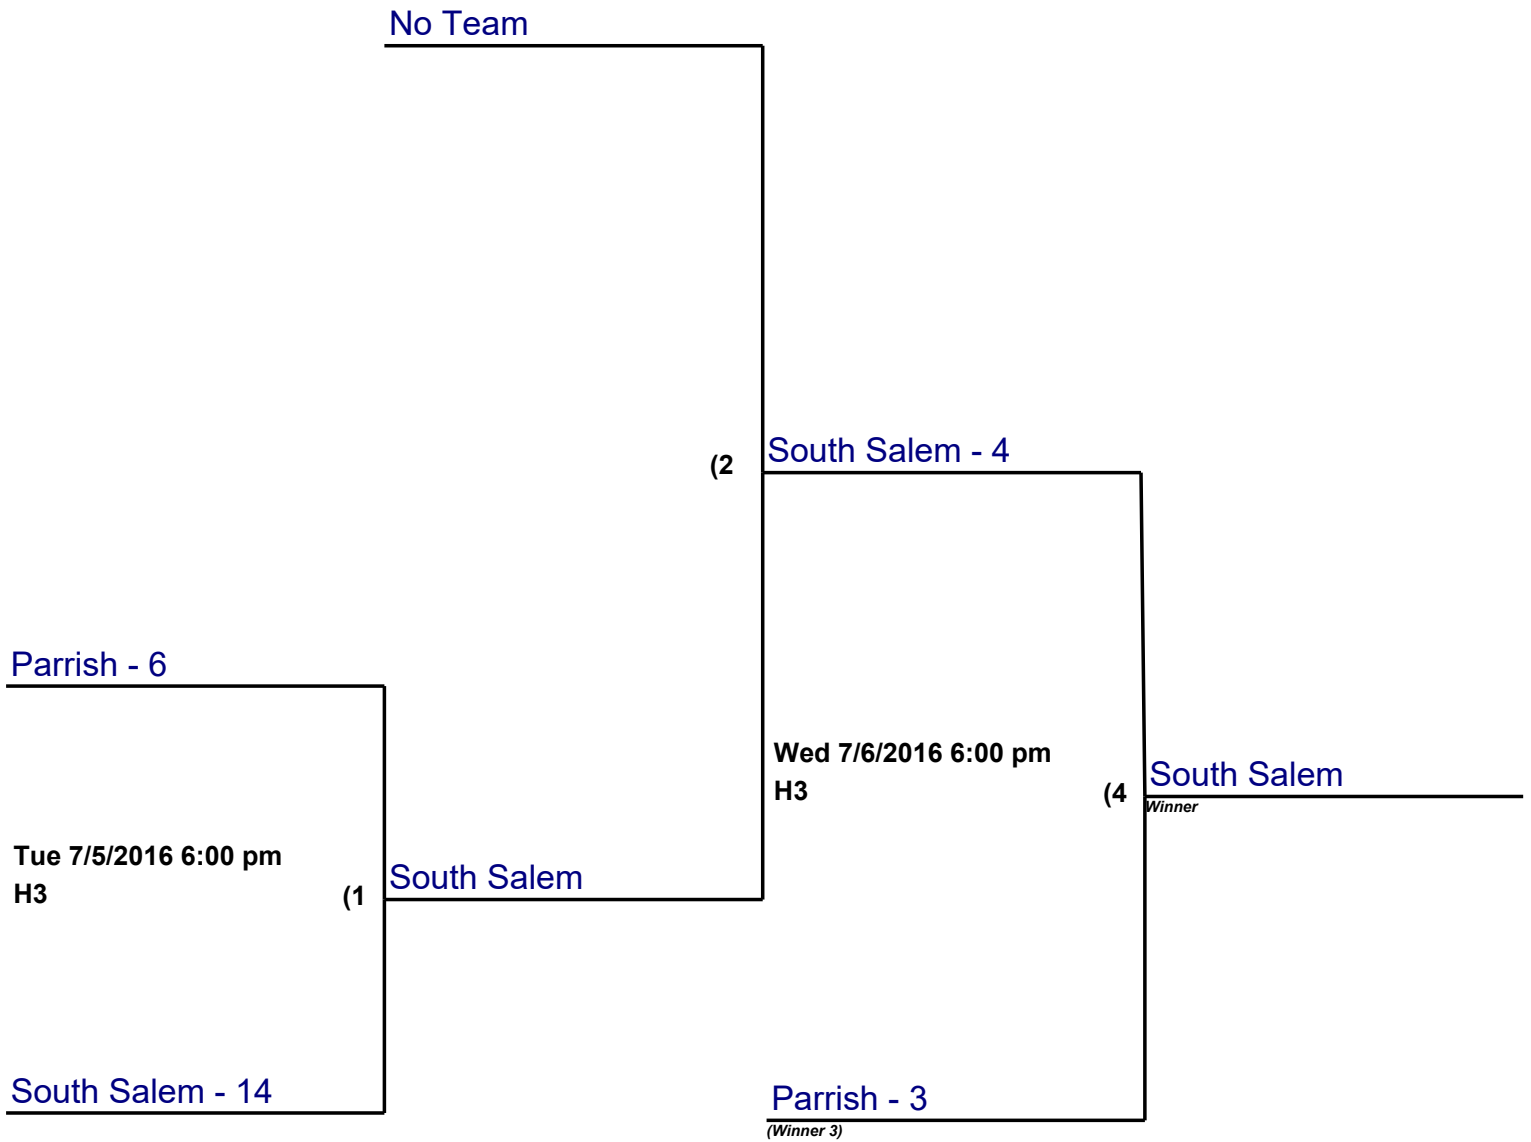 No Team
(2
South Salem - 4
Parrish - 6
Wed 7/6/2016 6:00 pm
H3
(4
South Salem
Winner
Tue 7/5/2016 6:00 pm
H3
(1
South Salem
South Salem - 14
Parrish - 3
(Winner 3)